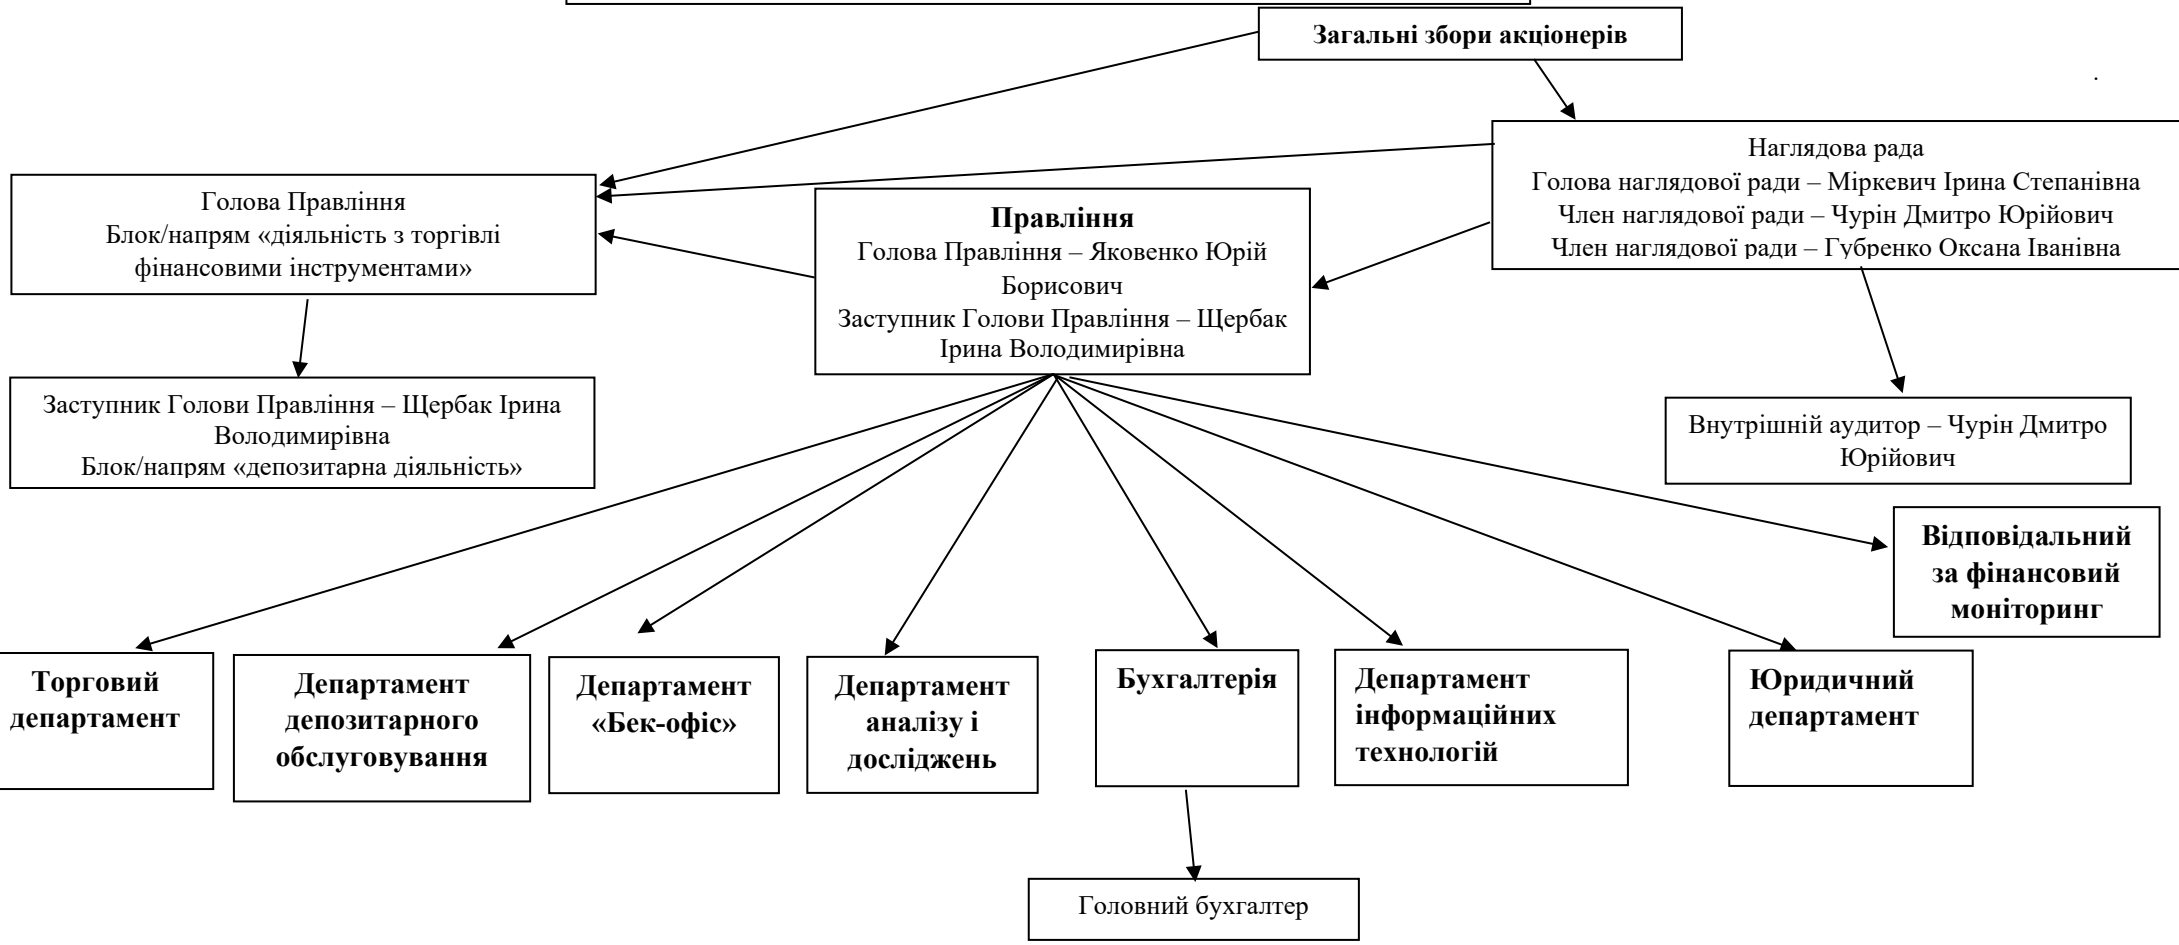 Загальні збори акціонерів
.
Наглядова рада
Голова наглядової ради – Міркевич Ірина Степанівна
Член наглядової ради – Чурін Дмитро Юрійович
Член наглядової ради – Губренко Оксана Іванівна
Голова Правління
Блок/напрям «діяльність з торгівлі
фінансовими інструментами»
Правління
Голова Правління – Яковенко Юрій
Борисович
Заступник Голови Правління – Щербак
Ірина Володимирівна
Заступник Голови Правління – Щербак Ірина
Володимирівна
Блок/напрям «депозитарна діяльність»
Внутрішній аудитор – Чурін Дмитро
Юрійович
Відповідальний
за фінансовий
моніторинг
Торговий
департамент
Департамент
депозитарного
обслуговування
Департамент
«Бек-офіс»
Департамент
аналізу і
досліджень
Бухгалтерія
Департамент
інформаційних
технологій
Юридичний
департамент
Головний бухгалтер